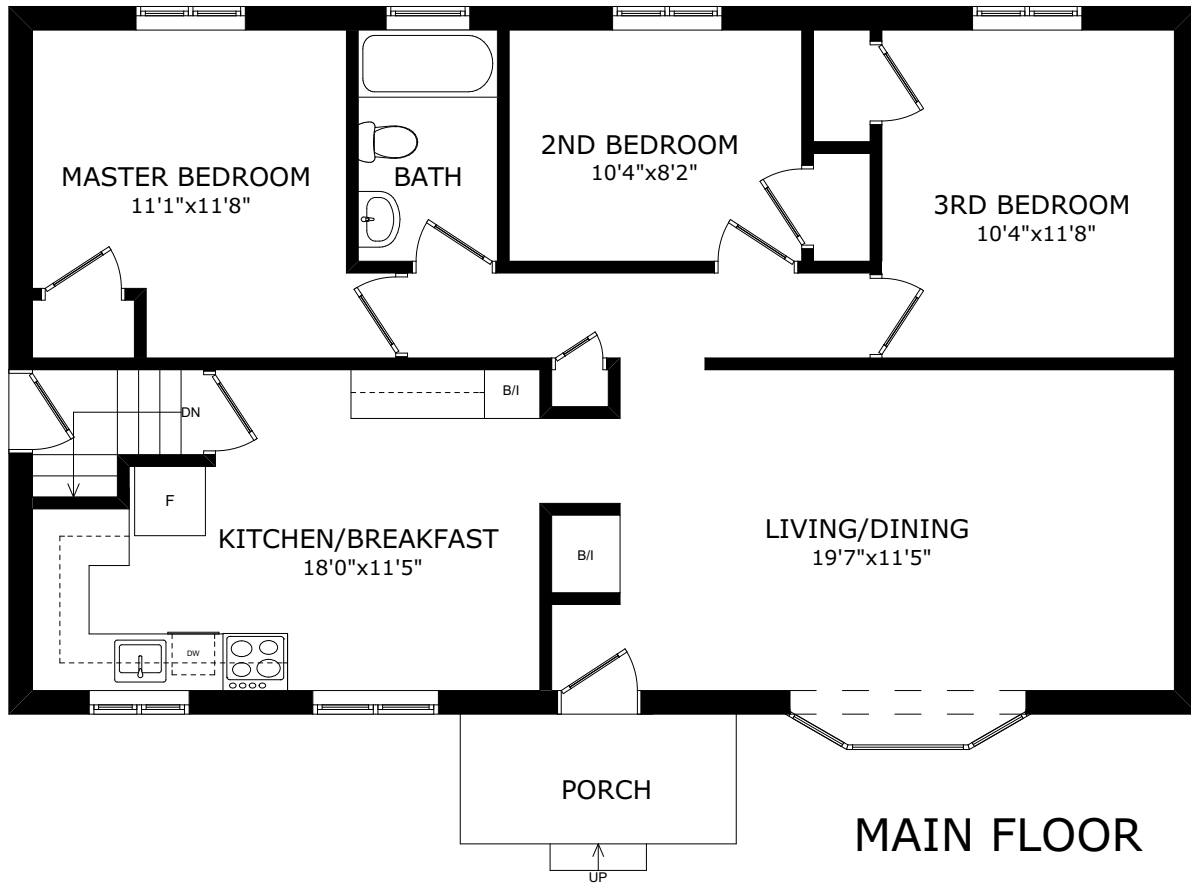 MASTER BEDROOM
11'1"x11'8"
BATH
2ND BEDROOM
10'4"x8'2"
3RD BEDROOM
10'4"x11'8"
DN
B/I
F
KITCHEN/BREAKFAST
18'0"x11'5"
B/I
LIVING/DINING
19'7"x11'5"
DW
PORCH
UP
MAIN FLOOR